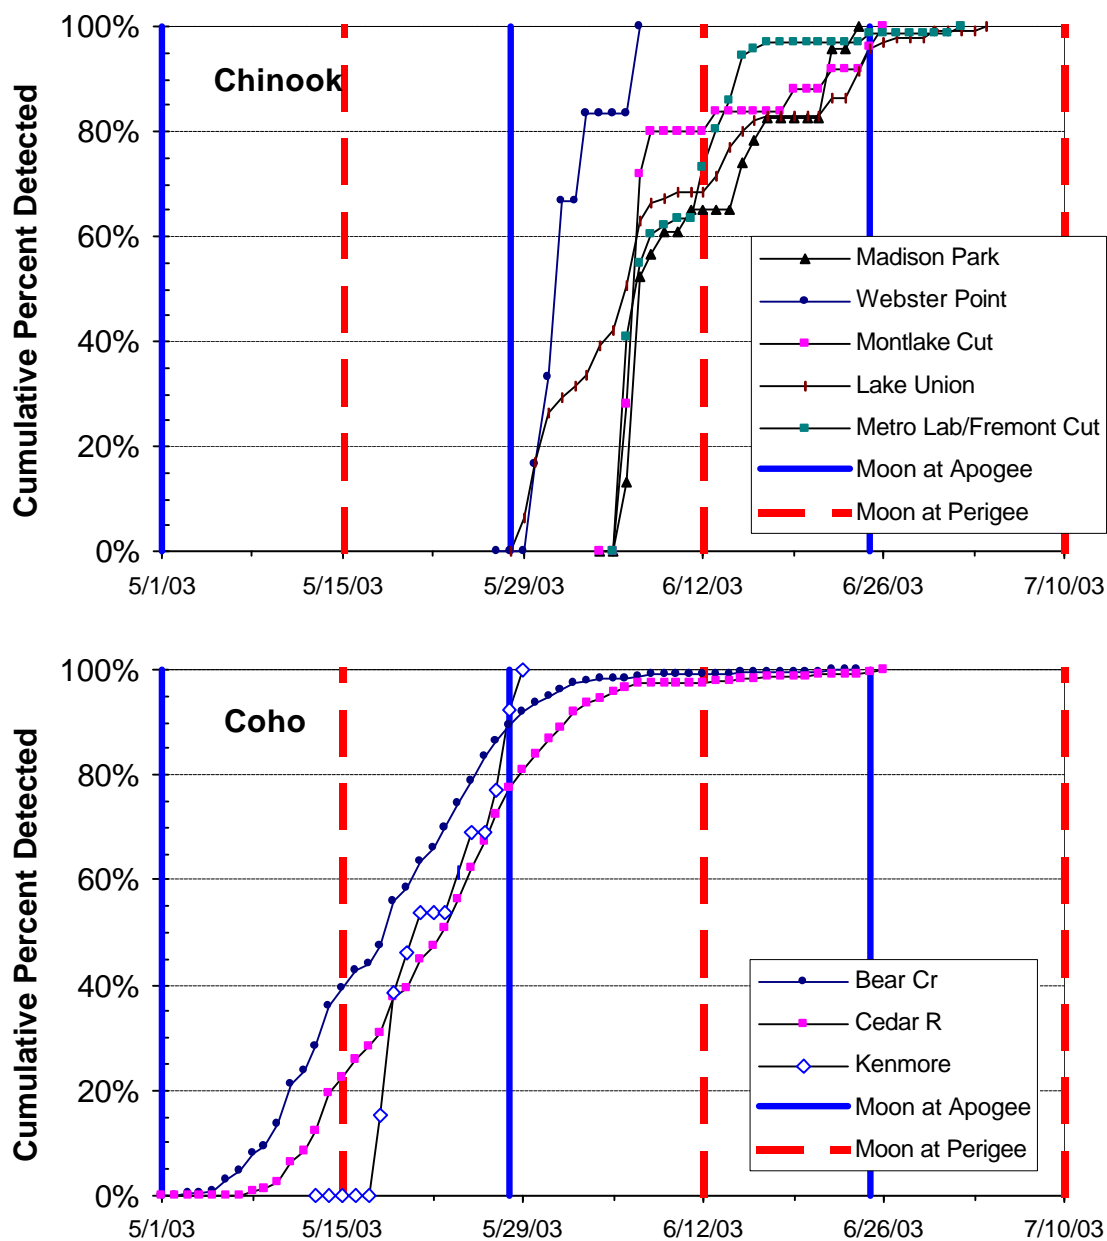 100%
80%
60%
40%
20%
0%
Cumulative Percent Detected
Chinook
Madison Park
Webster Point
Montlake Cut
Lake Union
Metro Lab/Fremont Cut
Moon at Apogee
Moon at Perigee
5/1/03 5/15/03 5/29/03 6/12/03 6/26/03 7/10/03
100%
80%
60%
40%
20%
0%
Cumulative Percent Detected
Coho
Bear Cr
Cedar R
Kenmore
Moon at Apogee
Moon at Perigee
5/1/03 5/15/03 5/29/03 6/12/03 6/26/03 7/10/03